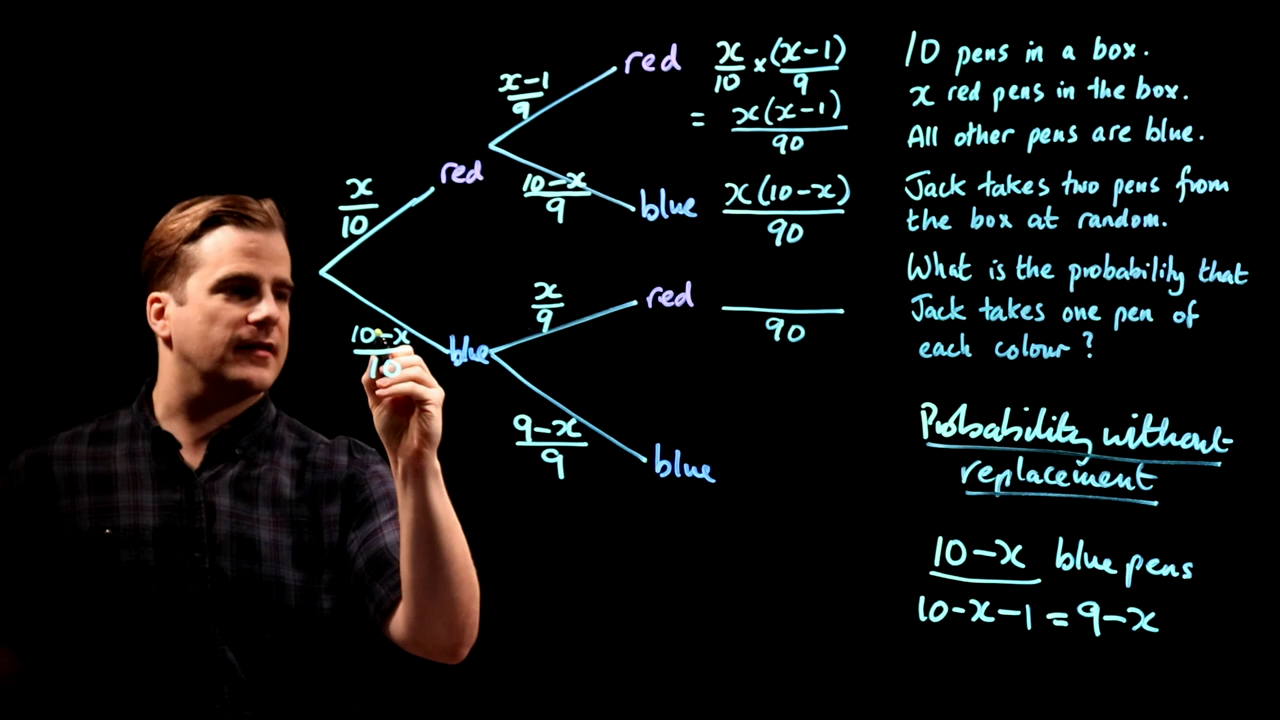 10 pens in a box.
x red pens in the box.
All other pens are blue.
Jack takes two pens from
the box at random.
What is the probability that
Jack takes one pen of
each colour?
Probability without
replacement
10-x blue pens
10-x-1 = 9-x
x/10
red
10-x/10
blue
x-1/9
red
x/10 × (x-1)/9
= x(x-1)/90
10-x/9
blue
x(10-x)/90
x/9
red
90
9-x/9
blue